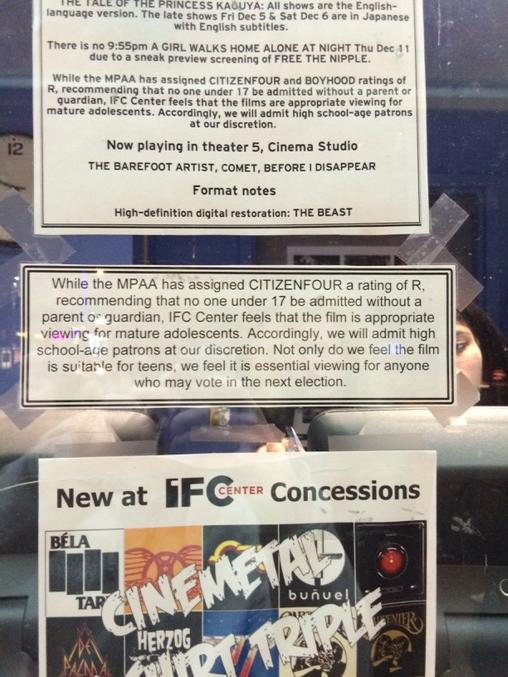 THE TALE OF THE PRINCESS KAGUYA: All shows are the English-
language version. The late shows Fri Dec 5 & Sat Dec 6 are in Japanese
with English subtitles.
There is no 9:55pm A GIRL WALKS HOME ALONE AT NIGHT Thu Dec 11
due to a sneak preview screening of FREE THE NIPPLE.
While the MPAA has assigned CITIZENFOUR and BOYHOOD ratings of
R, recommending that no one under 17 be admitted without a parent or
guardian, IFC Center feels that the films are appropriate viewing for
mature adolescents. Accordingly, we will admit high school-age patrons
at our discretion.
Now playing in theater 5, Cinema Studio
THE BAREFOOT ARTIST, COMET, BEFORE I DISAPPEAR
Format notes
High-definition digital restoration: THE BEAST
12
While the MPAA has assigned CITIZENFOUR a rating of R,
recommending that no one under 17 be admitted without a
parent or guardian, IFC Center feels that the film is appropriate
viewing for mature adolescents. Accordingly, we will admit high
school-age patrons at our discretion. Not only do we feel the film
is suitable for teens, we feel it is essential viewing for anyone
who may vote in the next election.
New at IFC CENTER Concessions
BÉLA
TARR
buñuel
CINEMETAL
HERZOG
SHIRT TRIPLE